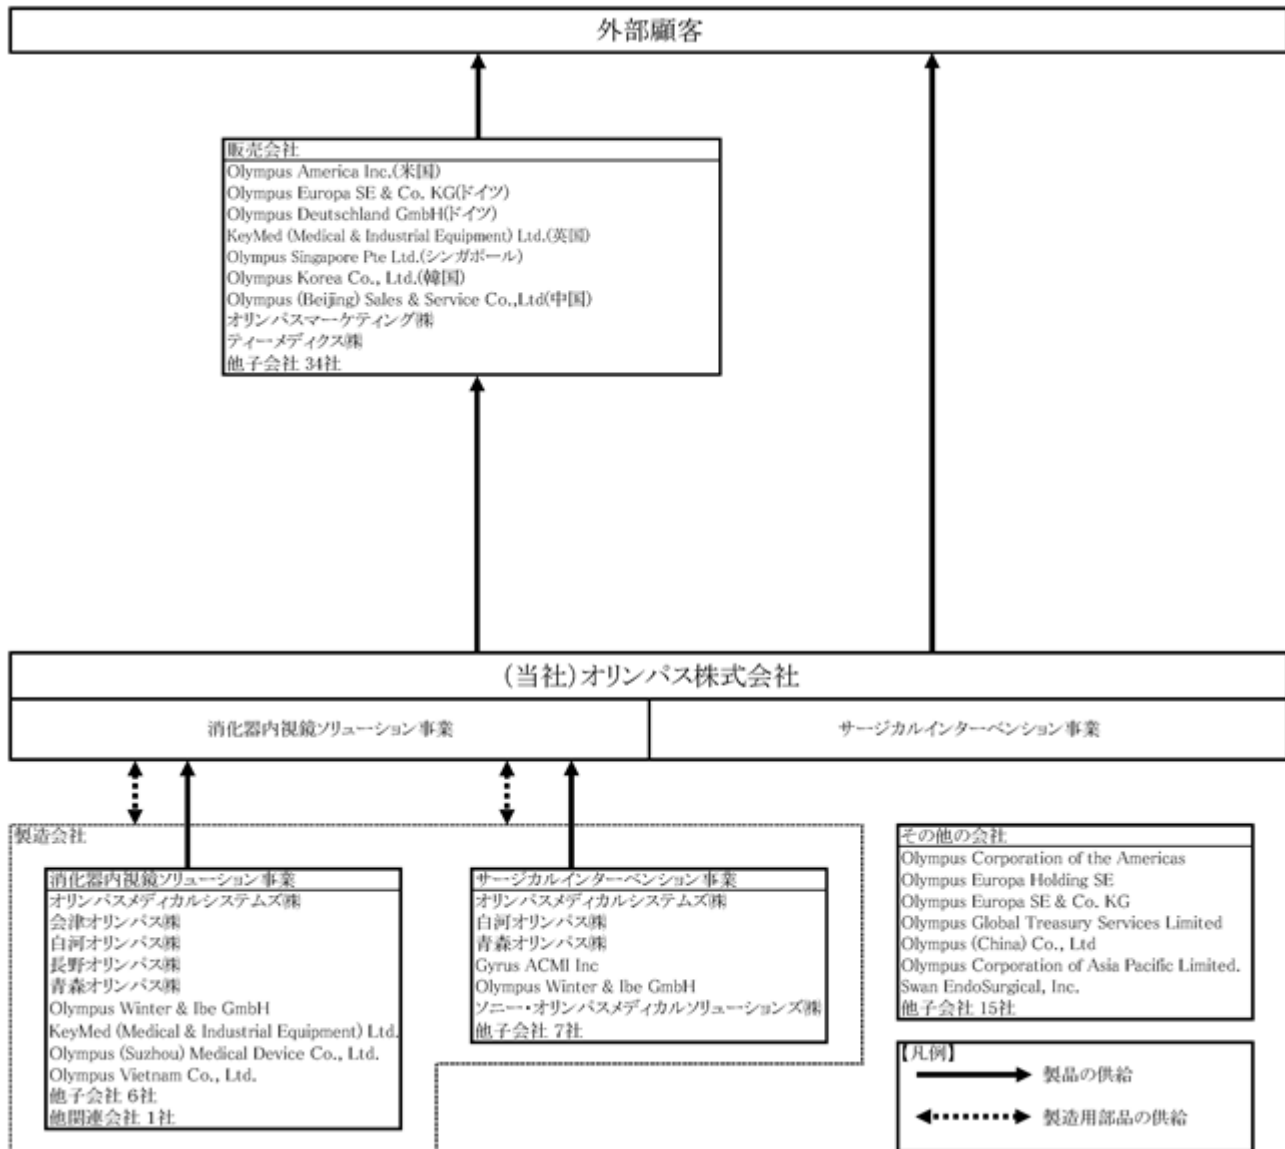 外部顧客
販売会社
Olympus America Inc.(米国)
Olympus Europa SE & Co. KG(ドイツ)
Olympus Deutschland GmbH(ドイツ)
KeyMed (Medical & Industrial Equipment) Ltd.(英国)
Olympus Singapore Pte Ltd.(シンガポール)
Olympus Korea Co., Ltd.(韓国)
Olympus (Beijing) Sales & Service Co.,Ltd(中国)
オリンパスマーケティング㈱
ティーメディクス㈱
他子会社 34社
(当社)オリンパス株式会社
消化器内視鏡ソリューション事業
サージカルインターベンション事業
製造会社
消化器内視鏡ソリューション事業
オリンパスメディカルシステムズ㈱
会津オリンパス㈱
白河オリンパス㈱
長野オリンパス㈱
青森オリンパス㈱
Olympus Winter & Ibe GmbH
KeyMed (Medical & Industrial Equipment) Ltd.
Olympus (Suzhou) Medical Device Co., Ltd.
Olympus Vietnam Co., Ltd.
他子会社 6社
他関連会社 1社
サージカルインターベンション事業
オリンパスメディカルシステムズ㈱
白河オリンパス㈱
青森オリンパス㈱
Gyrus ACMI Inc
Olympus Winter & Ibe GmbH
ソニー・オリンパスメディカルソリューションズ㈱
他子会社 7社
その他の会社
Olympus Corporation of the Americas
Olympus Europa Holding SE
Olympus Europa SE & Co. KG
Olympus Global Treasury Services Limited
Olympus (China) Co., Ltd
Olympus Corporation of Asia Pacific Limited.
Swan EndoSurgical, Inc.
他子会社 15社
【凡例】
製品の供給
製造用部品の供給